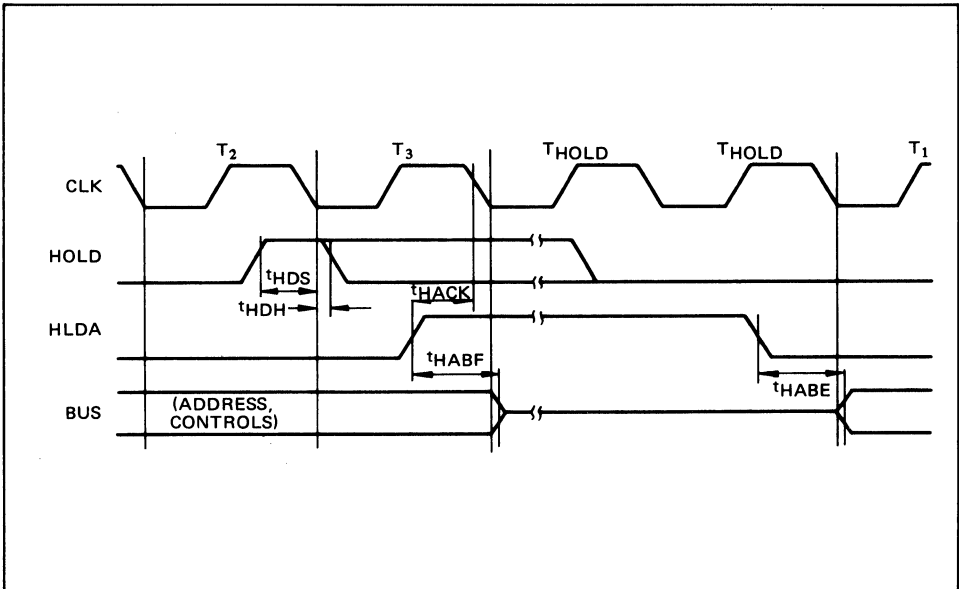 T2 T3 THOLD THOLD T1
CLK
HOLD
tHDS
tHDH
tHACK
HLDA
tHABF
tHABE
BUS
(ADDRESS,
CONTROLS)